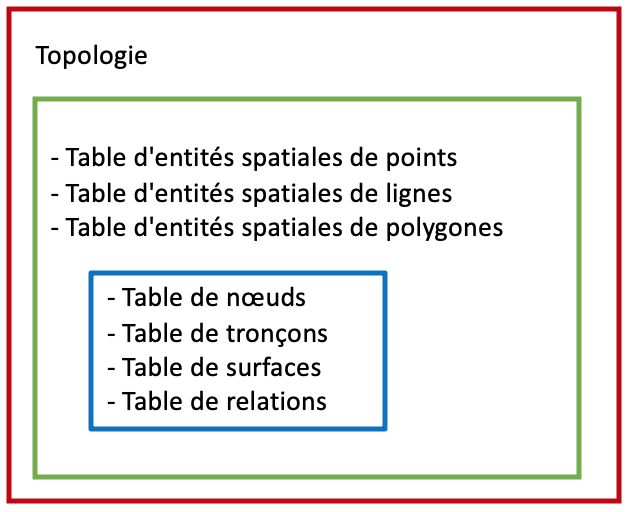 Topologie
- Table d'entités spatiales de points
- Table d'entités spatiales de lignes
- Table d'entités spatiales de polygones
- Table de nœuds
- Table de tronçons
- Table de surfaces
- Table de relations